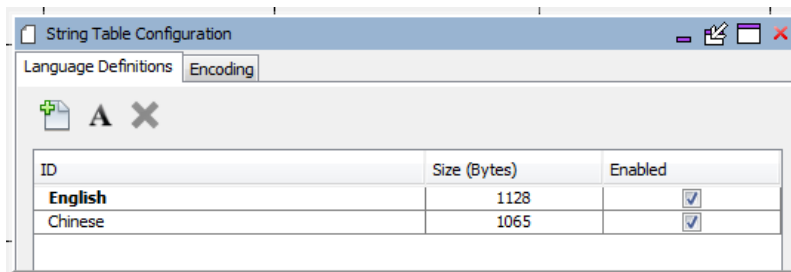 String Table Configuration
Language Definitions Encoding
A
ID Size (Bytes) Enabled
English 1128
Chinese 1065